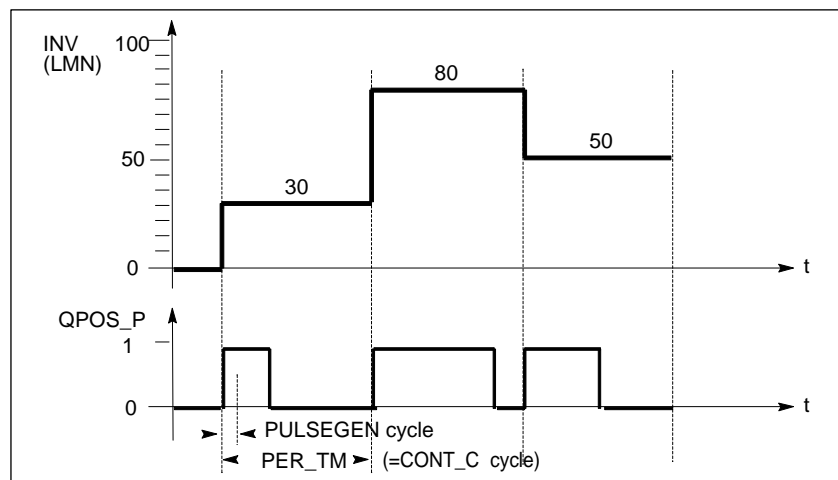 INV
(LMN)
100
80
50
50
30
0
t
QPOS_P
1
0
t
PULSEGEN cycle
PER_TM (=CONT_C cycle)